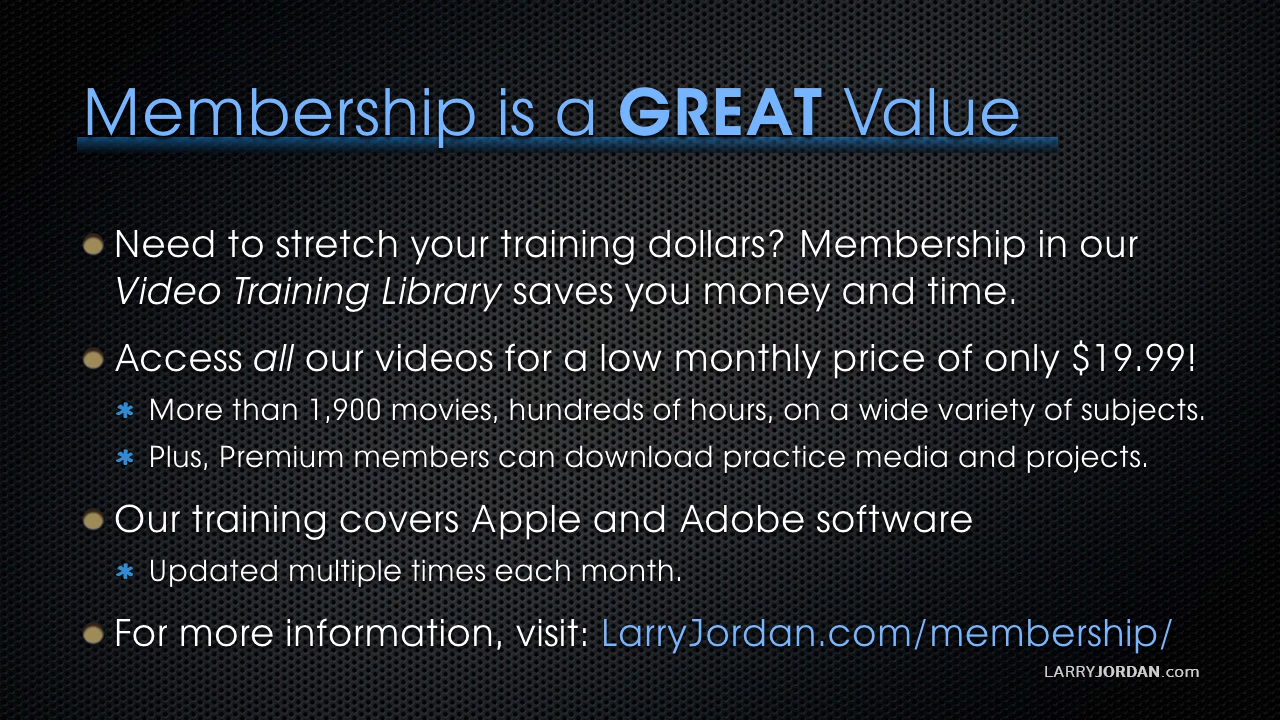 Membership is a GREAT Value
Need to stretch your training dollars? Membership in our
Video Training Library saves you money and time.
Access all our videos for a low monthly price of only $19.99!
More than 1,900 movies, hundreds of hours, on a wide variety of subjects.
Plus, Premium members can download practice media and projects.
Our training covers Apple and Adobe software
Updated multiple times each month.
For more information, visit: LarryJordan.com/membership/
LARRYJORDAN.com